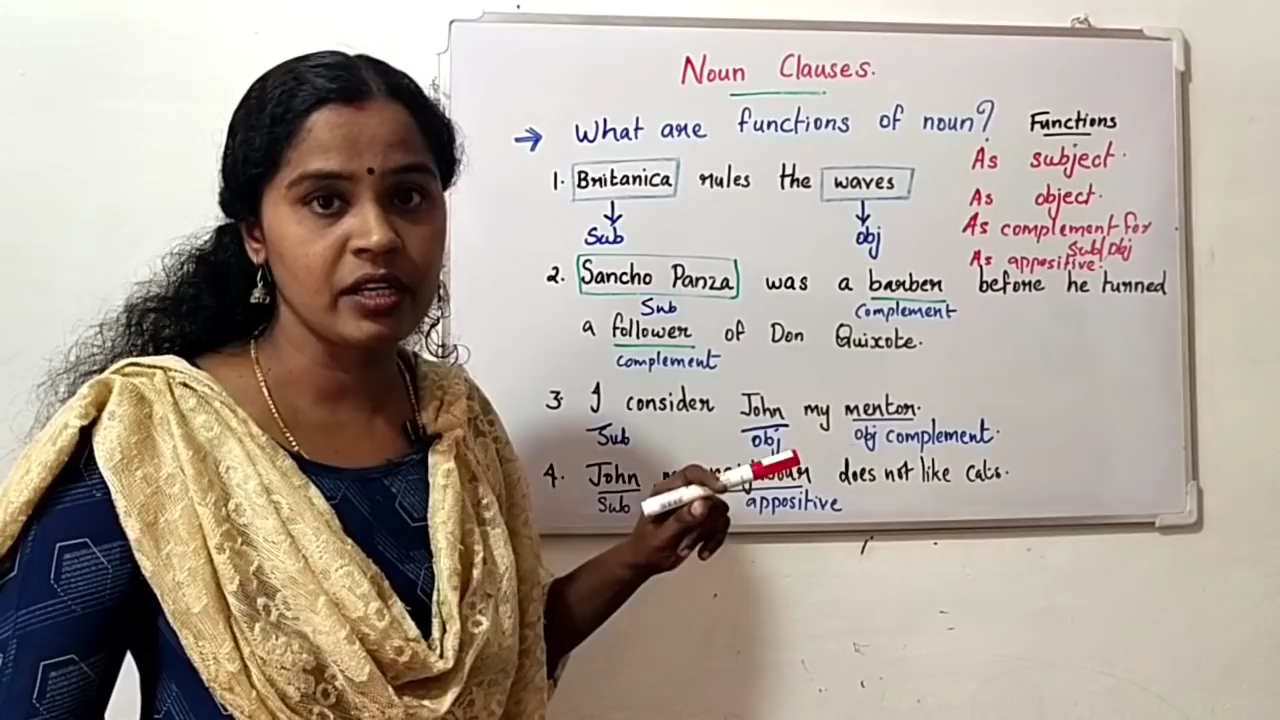 Noun Clauses.
→ What are functions of noun?
Functions
As subject.
As object.
As complement for
Sub/Obj
As appositive.
1. Britanica rules the waves
Sub obj
2. Sancho Panza was a barber before he turned
Sub complement
a follower of Don Quixote.
complement
3. I consider John my mentor.
Sub obj obj complement.
4. John does not like cats.
Sub appositive